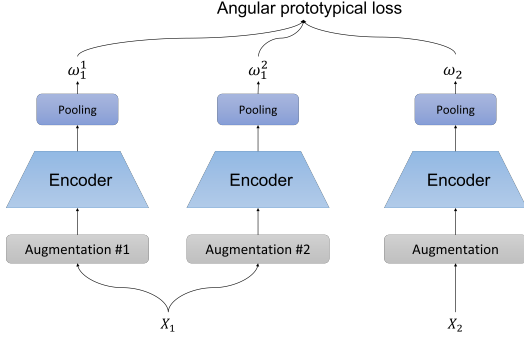 Angular prototypical loss
ω₁¹ ω₁² ω₂
Pooling Pooling Pooling
Encoder Encoder Encoder
Augmentation #1 Augmentation #2 Augmentation
X₁ X₂